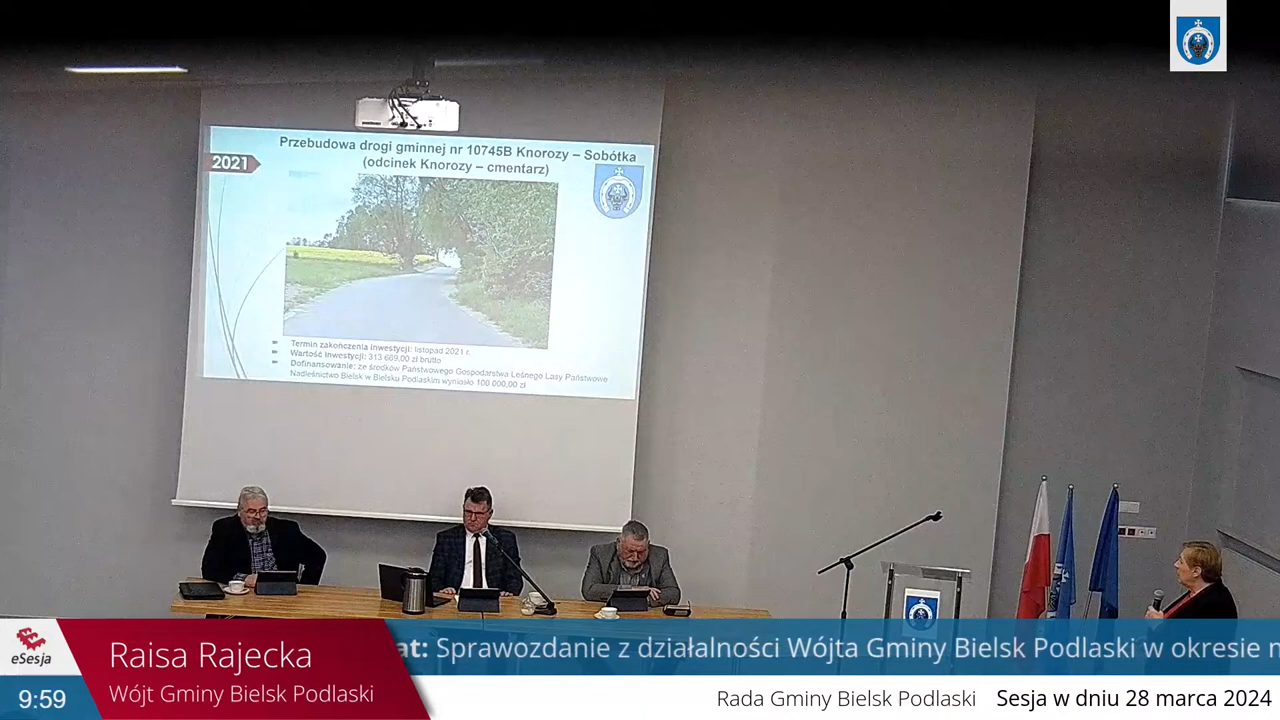 Przebudowa drogi gminnej nr 10745B Knorozy – Sobótka
(odcinek Knorozy – cmentarz)
2021
Termin zakończenia inwestycji: listopad 2021 r.
Wartość inwestycji: 313 669,00 zł brutto
Dofinansowanie: ze środków Państwowego Gospodarstwa Leśnego Lasy Państwowe
Nadleśnictwo Bielsk w Bielsku Podlaskim wyniosło 100 000,00 zł
eSesja
9:59
Raisa Rajecka
Wójt Gminy Bielsk Podlaski
at: Sprawozdanie z działalności Wójta Gminy Bielsk Podlaski w okresie
Rada Gminy Bielsk Podlaski Sesja w dniu 28 marca 2024